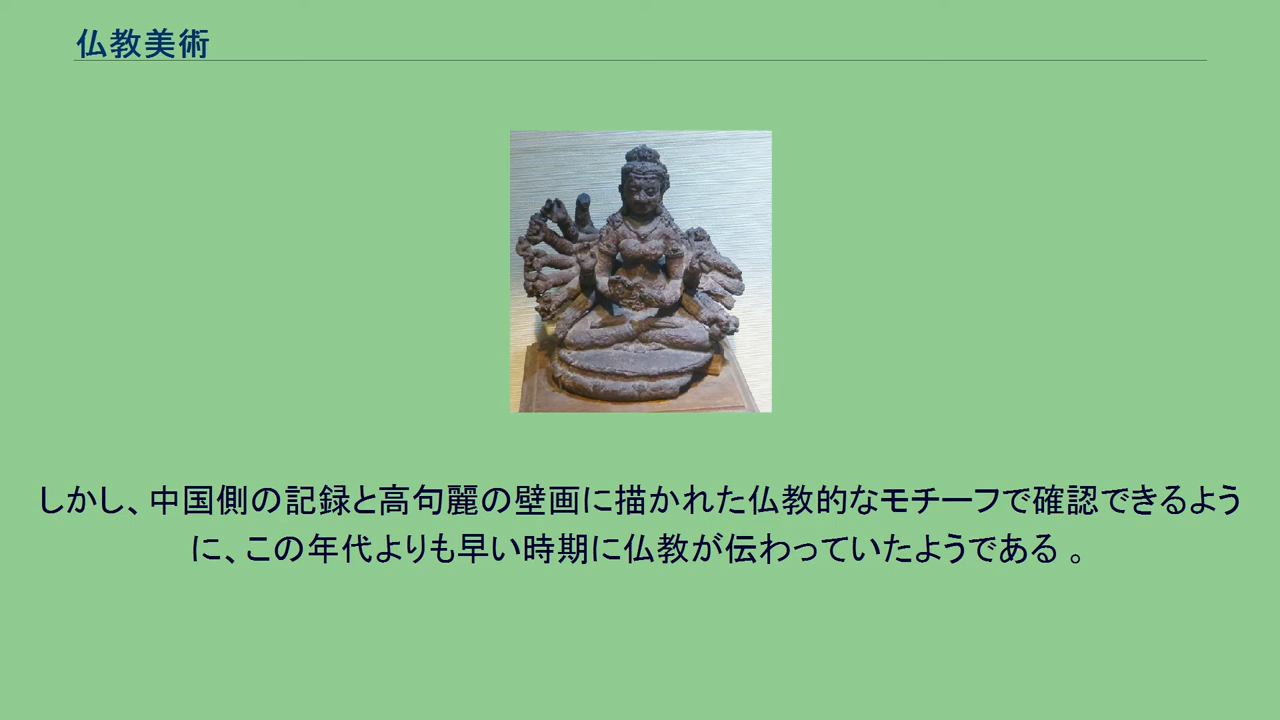 仏教美術
しかし、中国側の記録と高句麗の壁画に描かれた仏教的なモチーフで確認できるよう
に、この年代よりも早い時期に仏教が伝わっていたようである 。